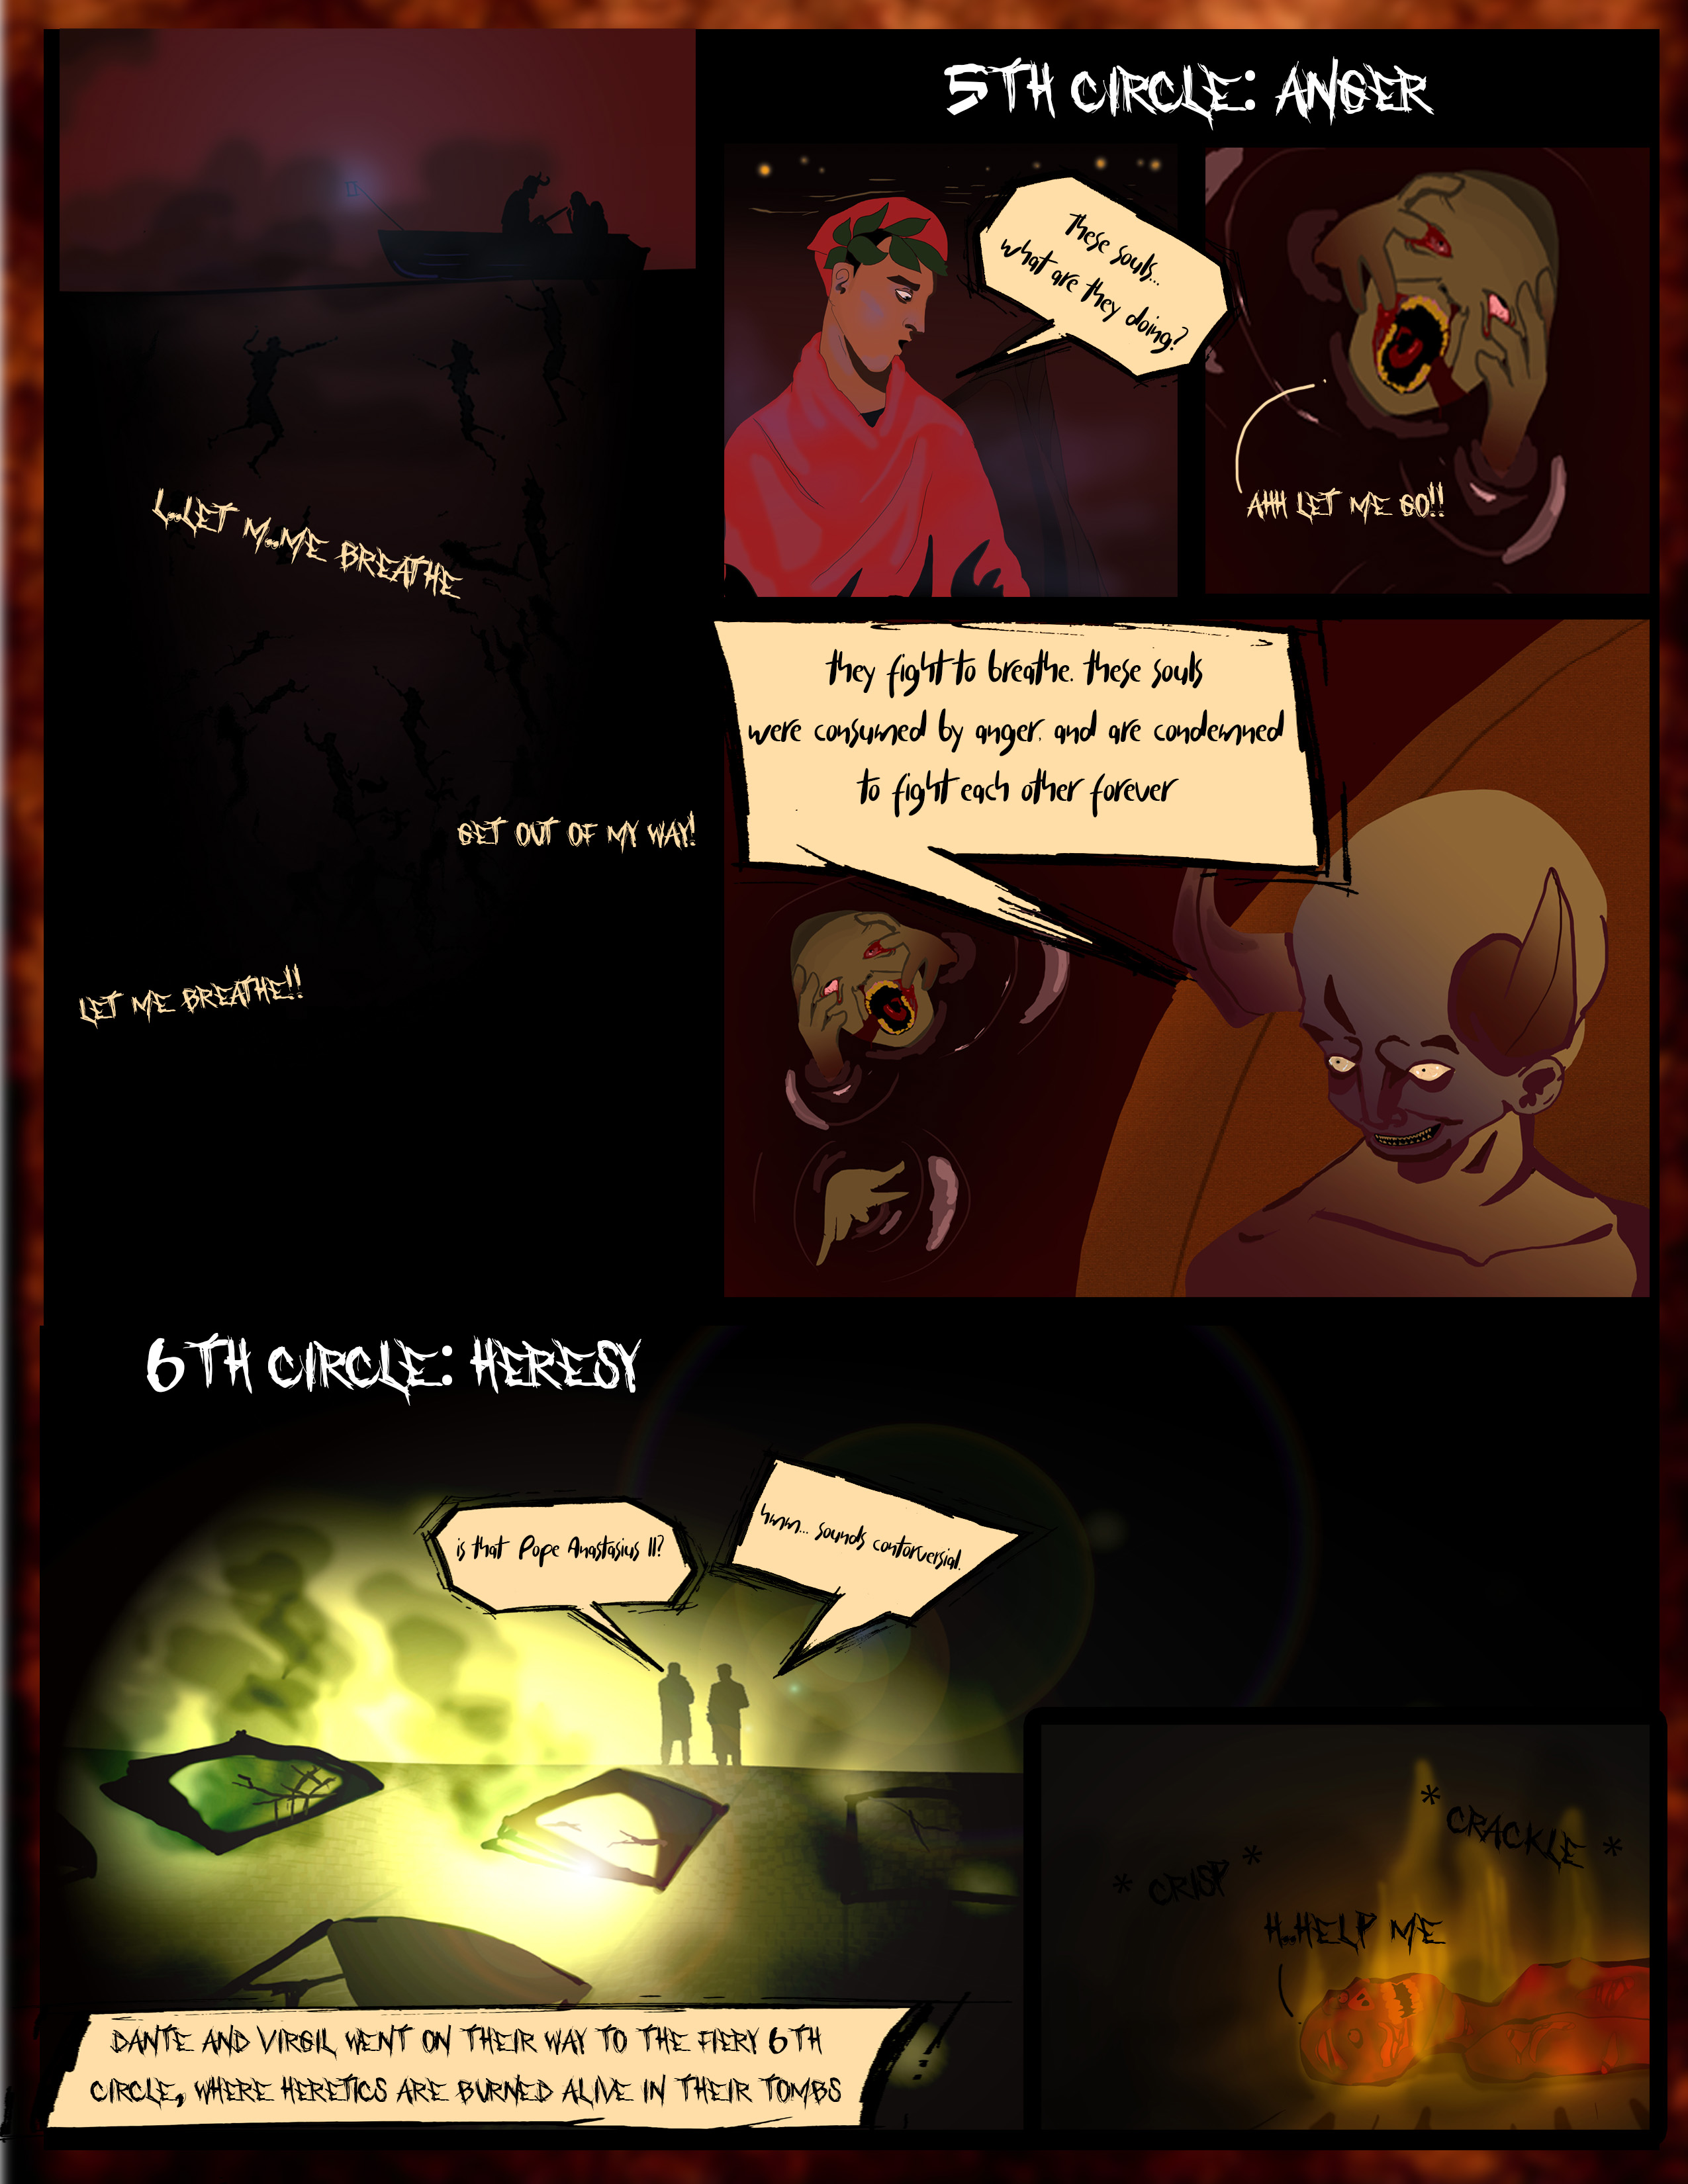 5TH CIRCLE: ANGER
These souls...
what are they doing?
AHH LET ME GO!!
L..LET M..ME BREATHE
GET OUT OF MY WAY!
LET ME BREATHE!!
they fight to breathe. these souls
were consumed by anger. and are condemned
to fight each other forever
6TH CIRCLE: HERESY
is that Pope Anastasius II?
hmm... sounds contorversial.
DANTE AND VIRGIL WENT ON THEIR WAY TO THE FIERY 6TH
CIRCLE, WHERE HERETICS ARE BURNED ALIVE IN THEIR TOMBS
* CRACKLE *
* CRISP *
H..HELP ME